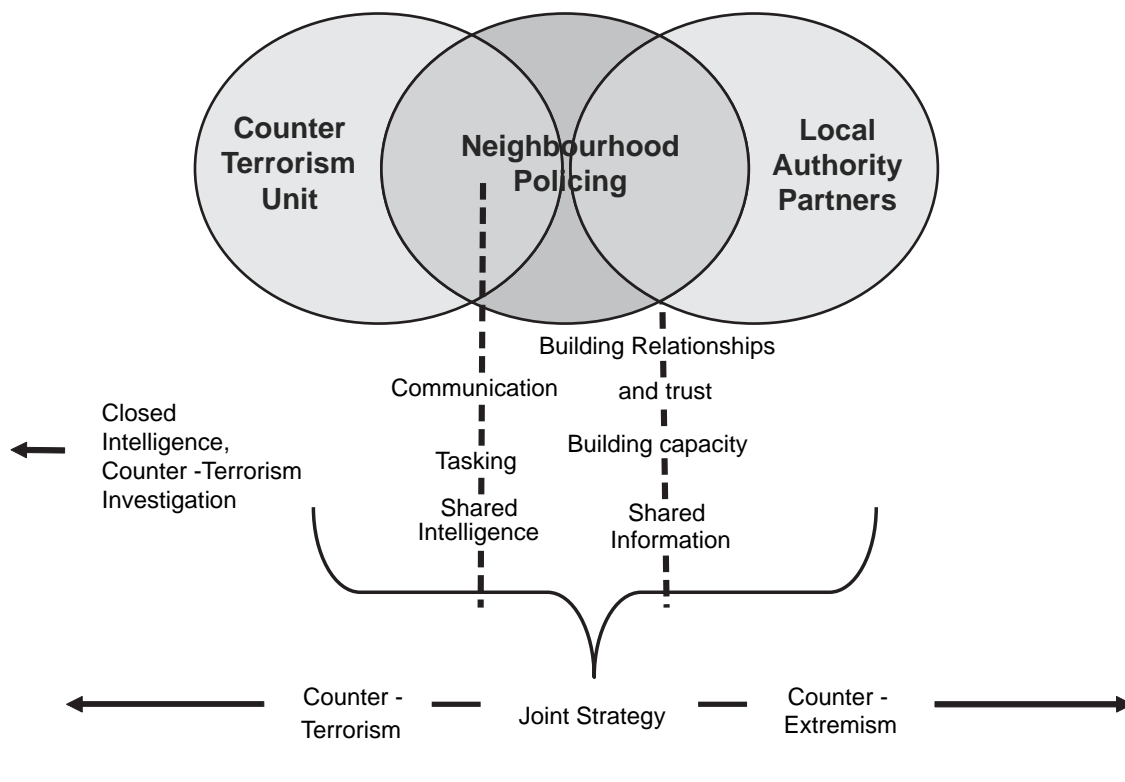 Counter
Terrorism
Unit
Neighbourhood
Policing
Local
Authority
Partners
Building Relationships
and trust
Building capacity
Shared
Information
Communication
Tasking
Shared
Intelligence
Closed
Intelligence,
Counter -Terrorism
Investigation
Counter -
Terrorism
Joint Strategy
Counter -
Extremism